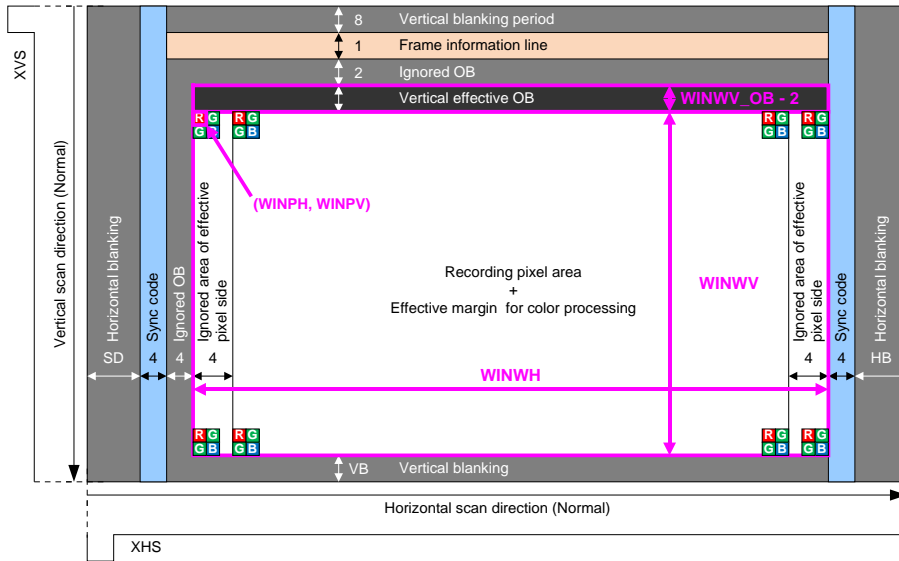 8 Vertical blanking period
XVS
1 Frame information line
2 Ignored OB
Vertical effective OB
WINWV_OB - 2
R G R G R G R G
G B G B G B G B
(WINPH, WINPV)
Vertical scan direction (Normal)
Horizontal blanking
Sync code
Ignored OB
Ignored area of effective
pixel side
Recording pixel area
+
Effective margin for color processing
WINWV
Ignored area of effective
pixel side
Sync code
Horizontal blanking
SD 4 4 4 4 4 HB
WINWH
R G R G R G R G
G B G B G B G B
VB Vertical blanking
Horizontal scan direction (Normal)
XHS